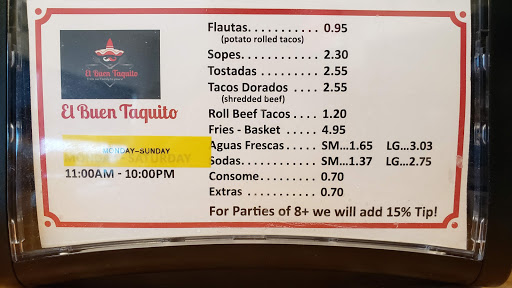 El Buen Taquito
El Buen Taquito
MONDAY-SUNDAY
MONDAY-SATURDAY
11:00AM - 10:00PM
Flautas........... 0.95
(potato rolled tacos)
Sopes............. 2.30
Tostadas.......... 2.55
Tacos Dorados .... 2.55
(shredded beef)
Roll Beef Tacos.... 1.20
Fries - Basket ..... 4.95
Aguas Frescas..... SM...1.65 LG...3.03
Sodas............. SM...1.37 LG...2.75
Consome.......... 0.70
Extras ............ 0.70
For Parties of 8+ we will add 15% Tip!